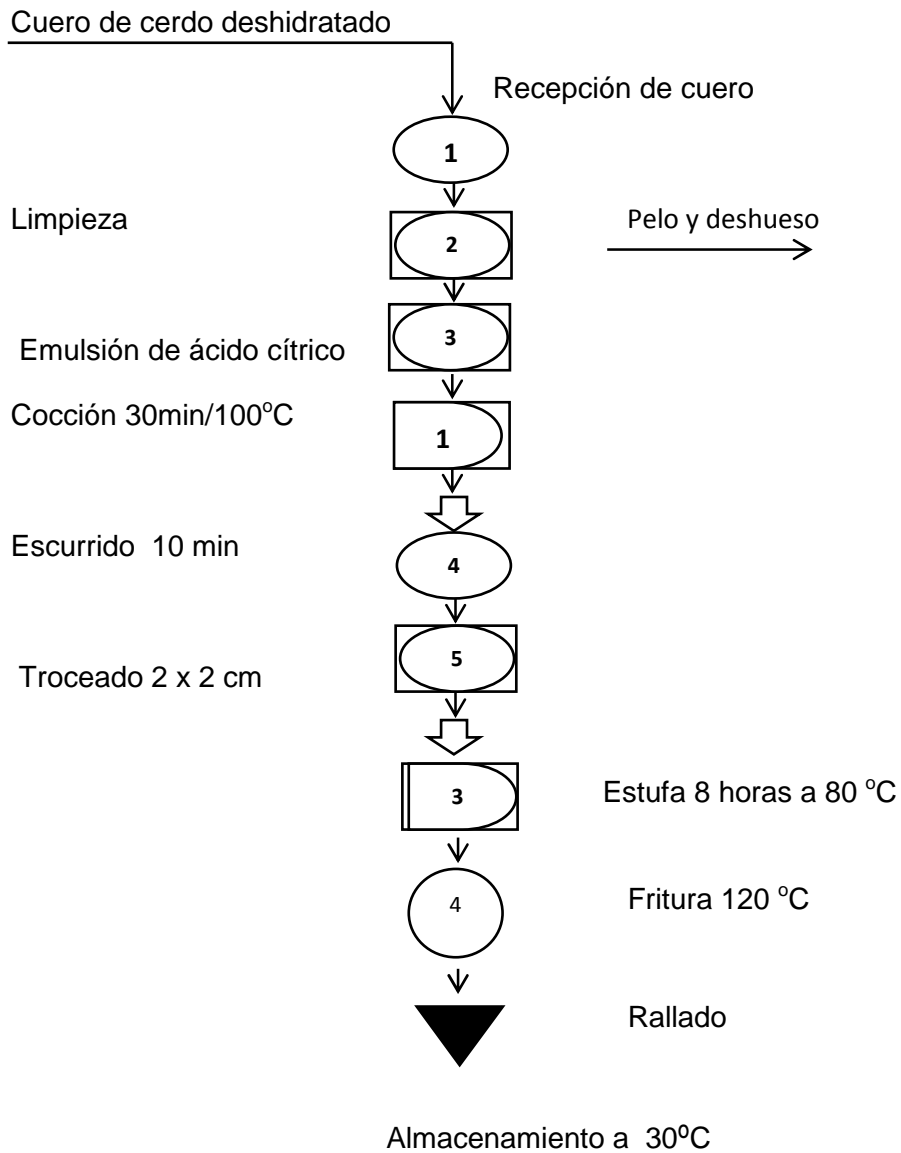 Cuero de cerdo deshidratado
Recepción de cuero
1
Limpieza
2
Pelo y deshueso
3
Emulsión de ácido cítrico
Cocción 30min/100°C
1
Escurrido 10 min
4
5
Troceado 2 x 2 cm
3
Estufa 8 horas a 80 °C
4
Fritura 120 °C
Rallado
Almacenamiento a 30ºC